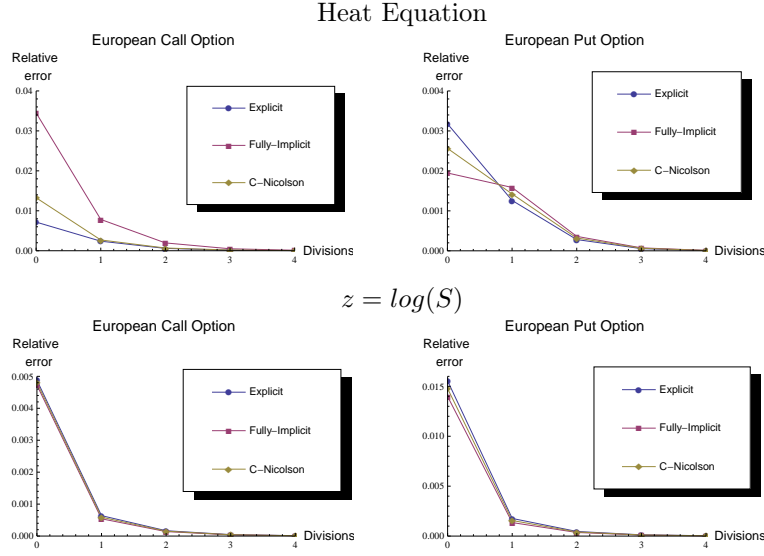 Heat Equation
European Call Option
Relative
error
0.04
0.03
0.02
0.01
0.00
0
1
2
3
4
Divisions
Explicit
Fully–Implicit
C–Nicolson
European Put Option
Relative
error
0.004
0.003
0.002
0.001
0.000
0
1
2
3
4
Divisions
Explicit
Fully–Implicit
C–Nicolson
z = log(S)
European Call Option
Relative
error
0.005
0.004
0.003
0.002
0.001
0.000
0
1
2
3
4
Divisions
Explicit
Fully–Implicit
C–Nicolson
European Put Option
Relative
error
0.015
0.010
0.005
0.000
0
1
2
3
4
Divisions
Explicit
Fully–Implicit
C–Nicolson